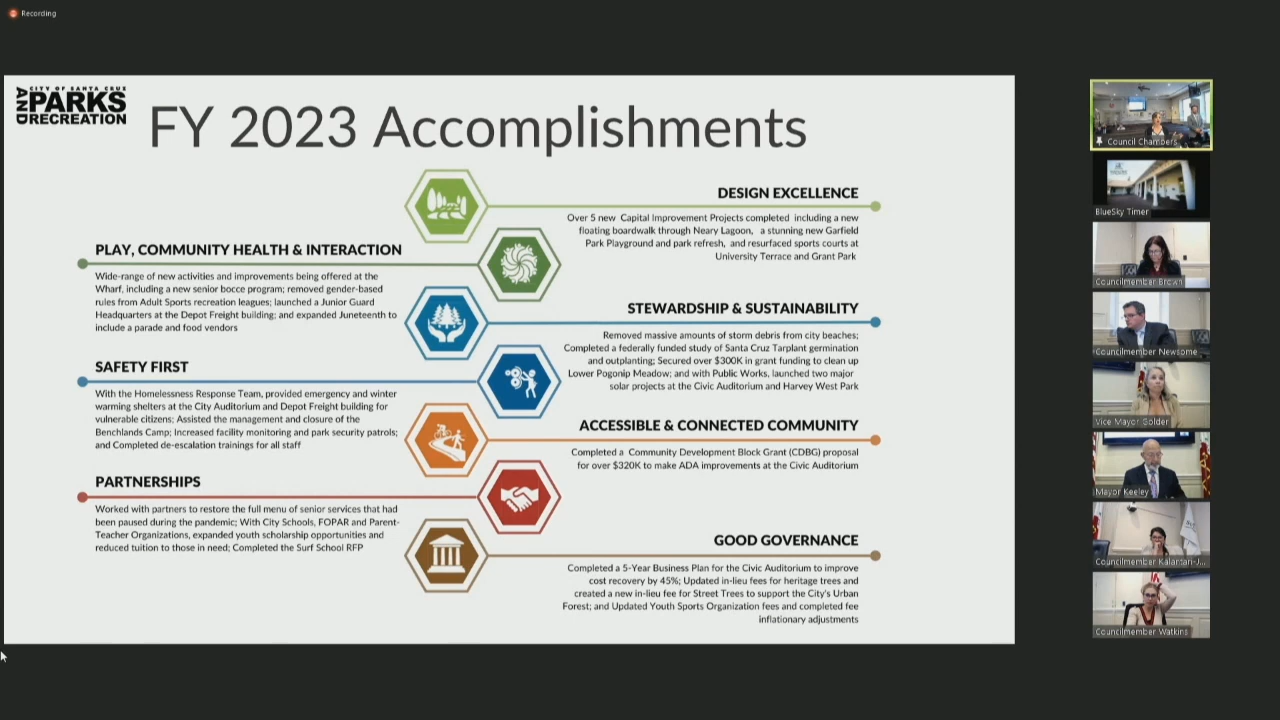 Recording
CITY OF SANTA CRUZ
PARKS
AND
RECREATION
FY 2023 Accomplishments
DESIGN EXCELLENCE
Over 5 new Capital Improvement Projects completed including a new
floating boardwalk through Neary Lagoon, a stunning new Garfield
Park Playground and park refresh, and resurfaced sports courts at
University Terrace and Grant Park
PLAY, COMMUNITY HEALTH & INTERACTION
Wide-range of new activities and improvements being offered at the
Wharf, including a new senior bocce program; removed gender-based
rules from Adult Sports recreation leagues; launched a Junior Guard
Headquarters at the Depot Freight building; and expanded Juneteenth to
include a parade and food vendors
STEWARDSHIP & SUSTAINABILITY
Removed massive amounts of storm debris from city beaches;
Completed a federally funded study of Santa Cruz Tarplant germination
and outplanting; Secured over $300K in grant funding to clean up
Lower Pogonip Meadow; and with Public Works, launched two major
solar projects at the Civic Auditorium and Harvey West Park
SAFETY FIRST
With the Homelessness Response Team, provided emergency and winter
warming shelters at the City Auditorium and Depot Freight building for
vulnerable citizens; Assisted the management and closure of the
Benchlands Camp; Increased facility monitoring and park security patrols;
and Completed de-escalation trainings for all staff
ACCESSIBLE & CONNECTED COMMUNITY
Completed a Community Development Block Grant (CDBG) proposal
for over $320K to make ADA improvements at the Civic Auditorium
PARTNERSHIPS
Worked with partners to restore the full menu of senior services that had
been paused during the pandemic; With City Schools, FOPAR and Parent-
Teacher Organizations, expanded youth scholarship opportunities and
reduced tuition to those in need; Completed the Surf School RFP
GOOD GOVERNANCE
Completed a 5-Year Business Plan for the Civic Auditorium to improve
cost recovery by 45%; Updated in-lieu fees for heritage trees and
created a new in-lieu fee for Street Trees to support the City's Urban
Forest; and Updated Youth Sports Organization fees and completed fee
inflationary adjustments
Council Chambers
BlueSky Timer
Councilmember Brown
Councilmember Newsome
Vice Mayor Golder
Mayor Keeley
Councilmember Kalantari-J...
Councilmember Watkins